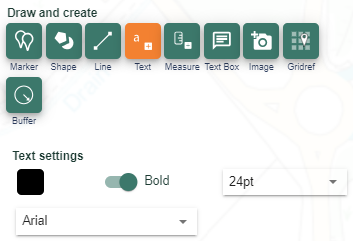 Draw and create
a
Marker Shape Line Text Measure Text Box Image Gridref
Buffer
Text settings
Bold
24pt
Arial